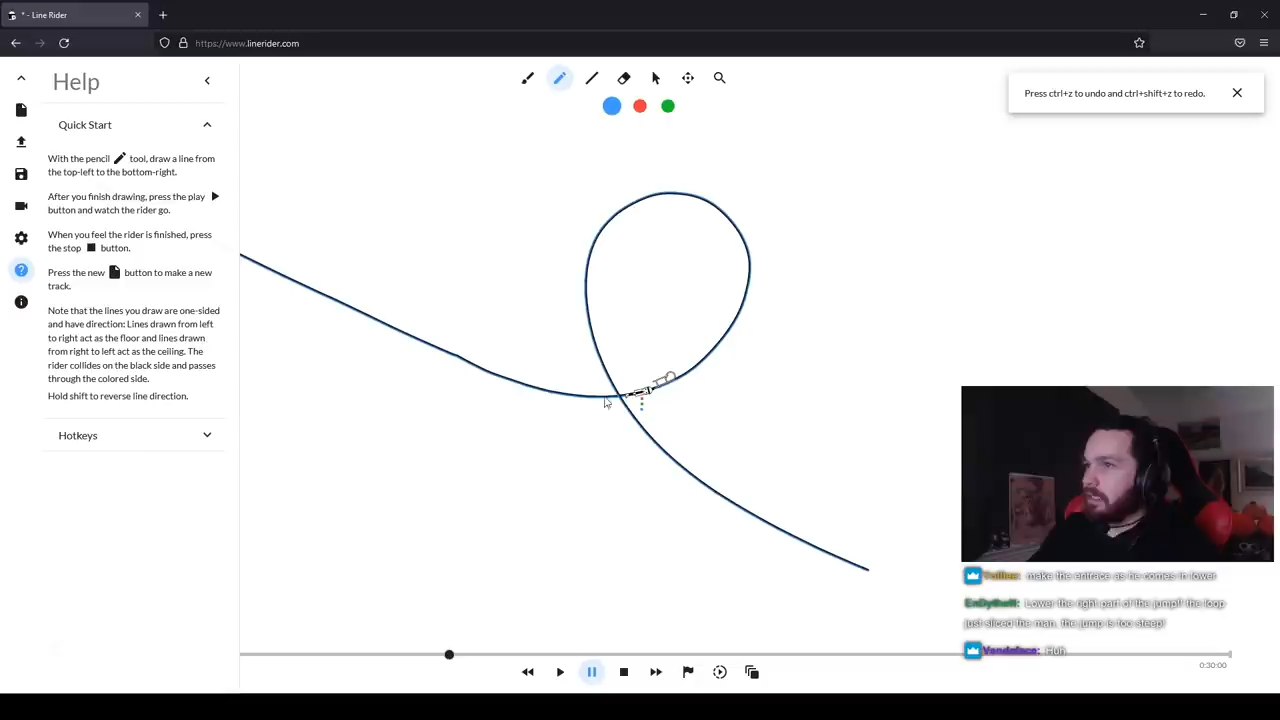 * - Line Rider
https://www.linerider.com
Help
Quick Start
With the pencil tool, draw a line from
the top-left to the bottom-right.
After you finish drawing, press the play
button and watch the rider go.
When you feel the rider is finished, press
the stop button.
Press the new button to make a new
track.
Note that the lines you draw are one-sided
and have direction: Lines drawn from left
to right act as the floor and lines drawn
from right to left act as the ceiling. The
rider collides on the black side and passes
through the colored side.
Hold shift to reverse line direction.
Hotkeys
Press ctrl+z to undo and ctrl+shift+z to redo.
make the entrace as he comes in lower
EnDytheft: Lower the right part of the jump!! the loop
just sliced the man, the jump is too steep!
Vendaface: Huh
0:30:00